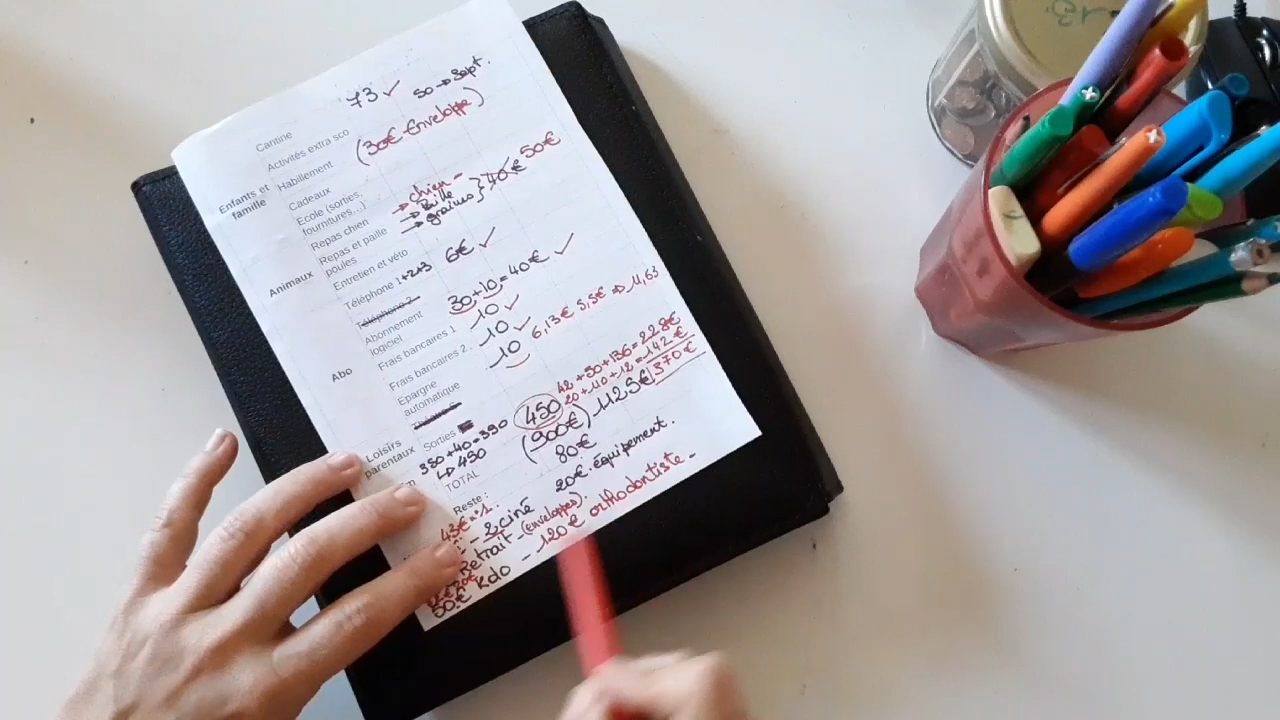 73 ✓ 50 → Sept.
Cantine
Activités extra sco (30€ Enveloppe)
Habillement
Enfants et famille
Cadeaux
Ecole (sorties, fournitures...)
Repas chien → chien -
→ graines } 40€ 50€
Repas et paille poules
Animaux
Entretien et véto 6€ ✓
Téléphone 1+2+3 30+10=40€ ✓
Téléphone 2
Abonnement logiciel 10 ✓
Frais bancaires 1 10 ✓ 6,13€ 5,5€ ⇒ 11,63
Frais bancaires 2 10
Abo
Epargne automatique
42+50+136=228€
20+110+12=142€
370€
Loisirs parentaux
Sorties 450 1125€
350+40=390 (900€)
↳ 450 80€
TOTAL
Reste : 20€ équipement.
43€ n°1.
- 2 ciné
Retrait - (enveloppes).
50€ Kdo - 120€ orthodontiste -